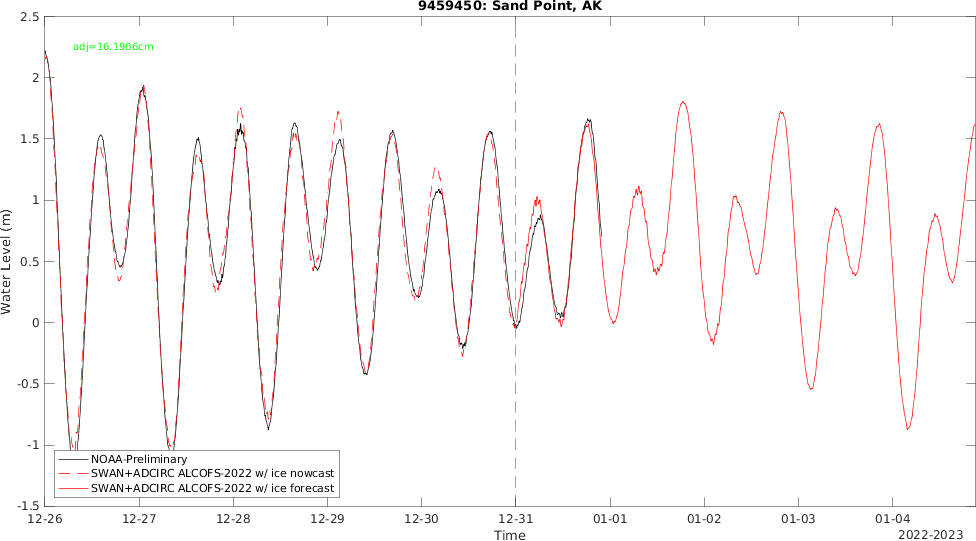 9459450: Sand Point, AK
adj=16.1906cm
2.5
2
1.5
1
0.5
0
-0.5
-1
-1.5
Water Level (m)
NOAA-Preliminary
SWAN+ADCIRC ALCOFS-2022 w/ ice nowcast
SWAN+ADCIRC ALCOFS-2022 w/ ice forecast
12-26 12-27 12-28 12-29 12-30 12-31 01-01 01-02 01-03 01-04
Time
2022-2023